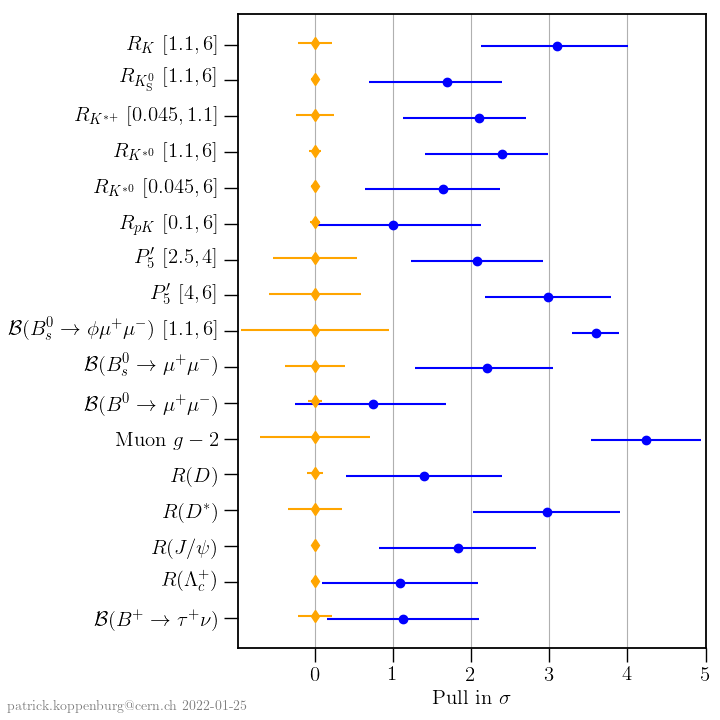 R_K [1.1, 6]
R_{K_S^0} [1.1, 6]
R_{K^{*+}} [0.045, 1.1]
R_{K^{*0}} [1.1, 6]
R_{K^{*0}} [0.045, 6]
R_{pK} [0.1, 6]
P_5′ [2.5, 4]
P_5′ [4, 6]
ℬ(B_s^0 → ϕμ⁺μ⁻) [1.1, 6]
ℬ(B_s^0 → μ⁺μ⁻)
ℬ(B⁰ → μ⁺μ⁻)
Muon g − 2
R(D)
R(D*)
R(J/ψ)
R(Λ_c^+)
ℬ(B⁺ → τ⁺ν)
0 1 2 3 4 5
Pull in σ
patrick.koppenburg@cern.ch 2022-01-25